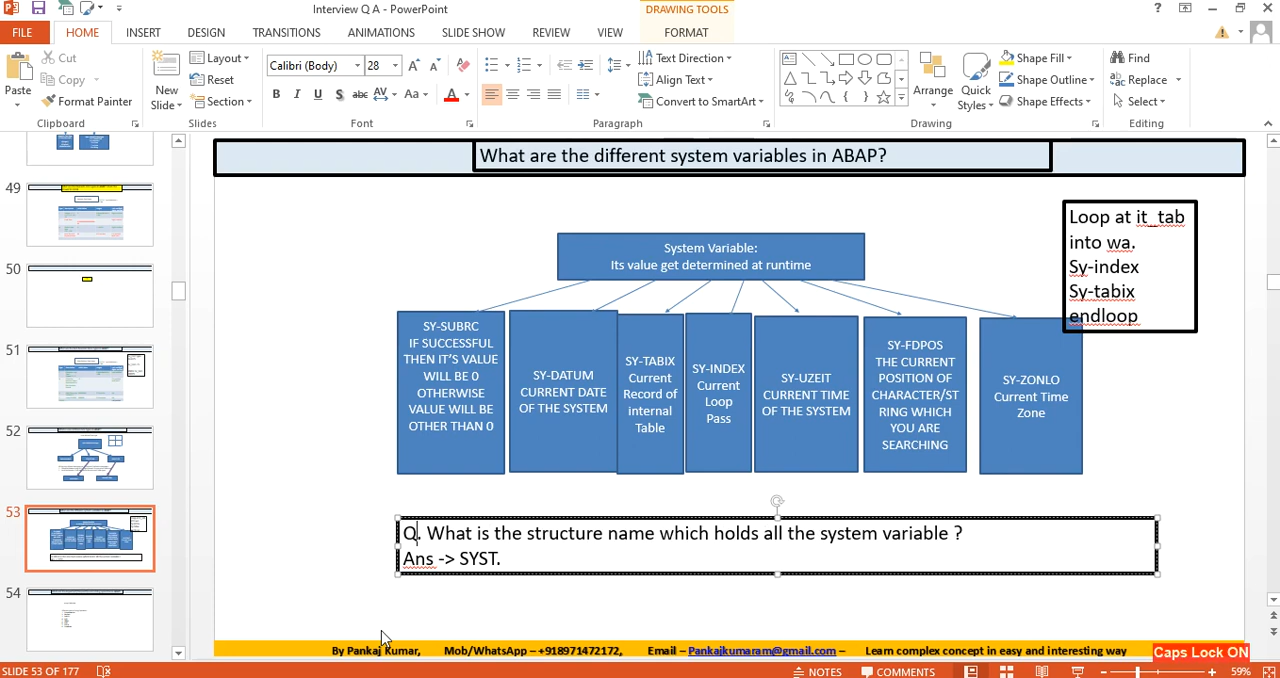 Interview Q A - PowerPoint
DRAWING TOOLS
FILE HOME INSERT DESIGN TRANSITIONS ANIMATIONS SLIDE SHOW REVIEW VIEW FORMAT
Paste
Cut
Copy
Format Painter
Clipboard
New
Slide
Layout
Reset
Section
Slides
Calibri (Body) 28
Font
Paragraph
Text Direction
Align Text
Convert to SmartArt
Arrange
Quick
Styles
Shape Fill
Shape Outline
Shape Effects
Drawing
Find
Replace
Select
Editing
49
50
51
52
53
54
What are the different system variables in ABAP?
Loop at it_tab
into wa.
Sy-index
Sy-tabix
endloop
System Variable:
Its value get determined at runtime
SY-SUBRC
IF SUCCESSFUL
THEN IT'S VALUE
WILL BE 0
OTHERWISE
VALUE WILL BE
OTHER THAN 0
SY-DATUM
CURRENT DATE
OF THE SYSTEM
SY-TABIX
Current
Record of
internal
Table
SY-INDEX
Current
Loop
Pass
SY-UZEIT
CURRENT TIME
OF THE SYSTEM
SY-FDPOS
THE CURRENT
POSITION OF
CHARACTER/ST
RING WHICH
YOU ARE
SEARCHING
SY-ZONLO
Current Time
Zone
Q. What is the structure name which holds all the system variable ?
Ans -> SYST.
By Pankaj Kumar, Mob/WhatsApp – +918971472172, Email – Pankajkumaram@gmail.com – Learn complex concept in easy and interesting way
Caps Lock ON
SLIDE 53 OF 177
NOTES
COMMENTS
59%